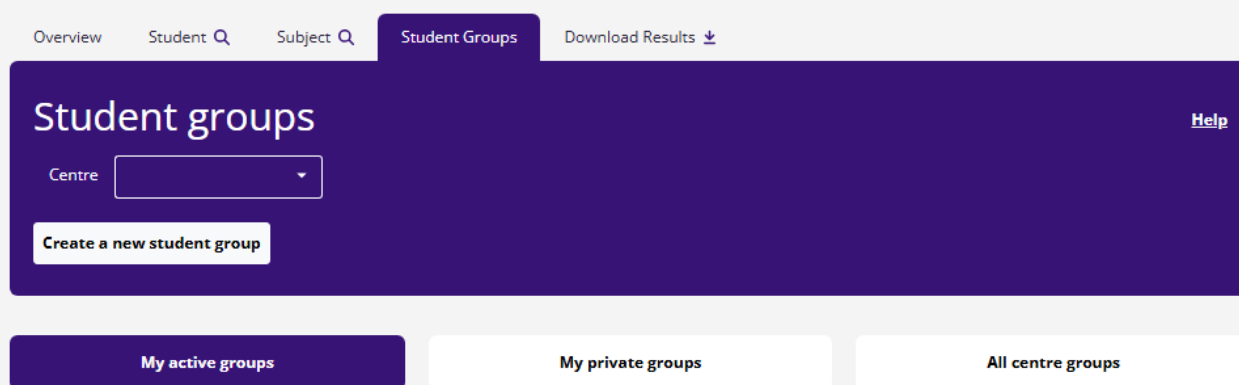 Overview Student Subject Student Groups Download Results
Student groups
Help
Centre
Create a new student group
My active groups My private groups All centre groups